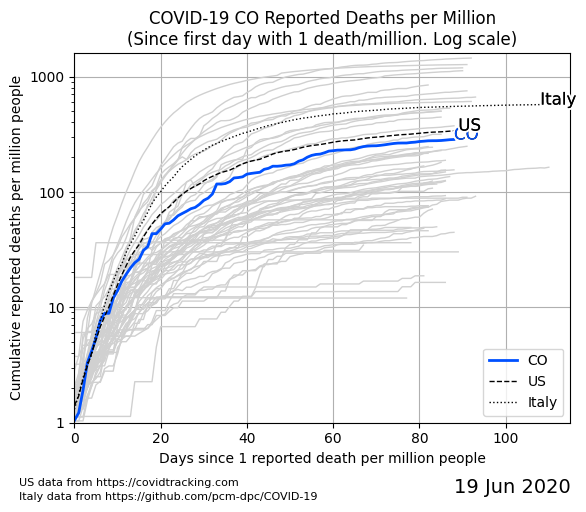 COVID-19 CO Reported Deaths per Million
(Since first day with 1 death/million. Log scale)
Cumulative reported deaths per million people
1000
100
10
1
Italy
US
CO
CO
US
Italy
0
20
40
60
80
100
Days since 1 reported death per million people
US data from https://covidtracking.com
Italy data from https://github.com/pcm-dpc/COVID-19
19 Jun 2020